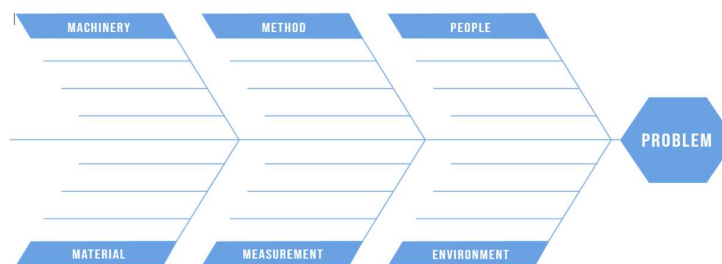 MACHINERY
METHOD
PEOPLE
PROBLEM
MATERIAL
MEASUREMENT
ENVIRONMENT